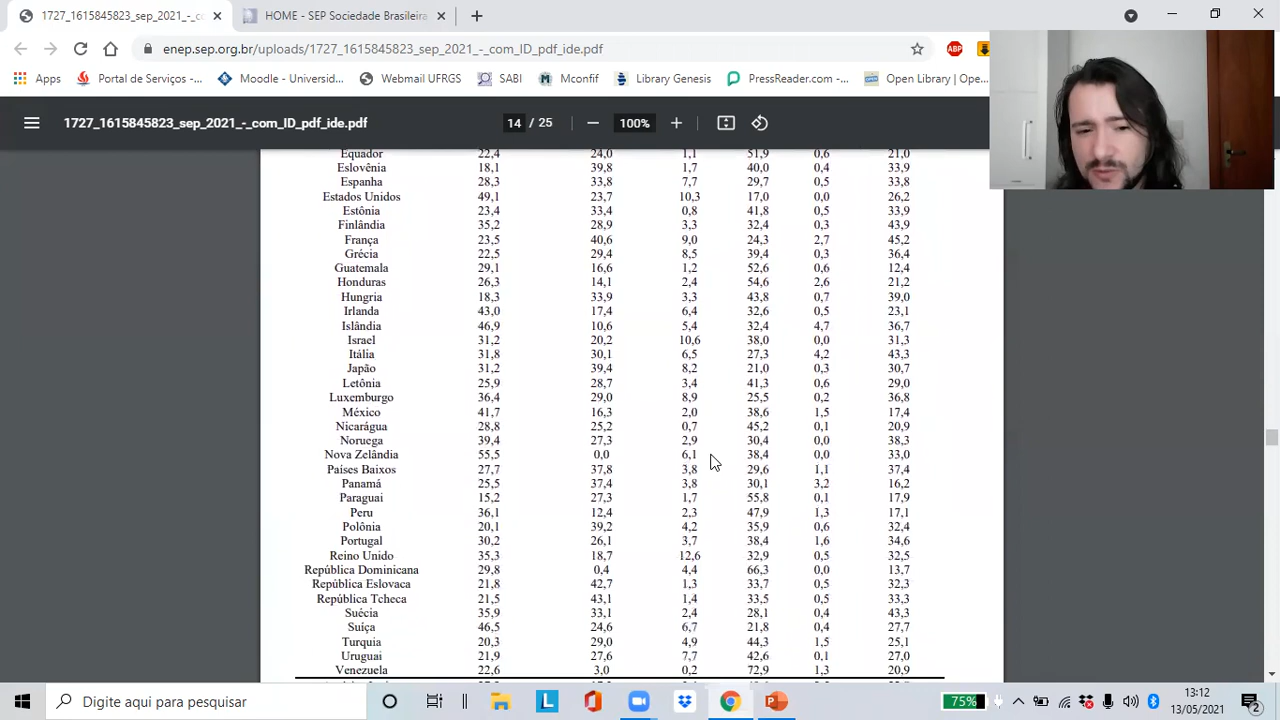 1727_1615845823_sep_2021_-_com HOME - SEP Sociedade Brasileira
enep.sep.org.br/uploads/1727_1615845823_sep_2021_-_com_ID_pdf_ide.pdf ABP
Apps Portal de Serviços -... Moodle - Universid... Webmail UFRGS SABI Mconfif Library Genesis PressReader.com -... Open Library | Ope...
1727_1615845823_sep_2021_-_com_ID_pdf_ide.pdf 14 / 25 100%
Equador 22,4 24,0 1,1 51,9 0,6 21,0
Eslovênia 18,1 39,8 1,7 40,0 0,4 33,9
Espanha 28,3 33,8 7,7 29,7 0,5 33,8
Estados Unidos 49,1 23,7 10,3 17,0 0,0 26,2
Estônia 23,4 33,4 0,8 41,8 0,5 33,9
Finlândia 35,2 28,9 3,3 32,4 0,3 43,9
França 23,5 40,6 9,0 24,3 2,7 45,2
Grécia 22,5 29,4 8,5 39,4 0,3 36,4
Guatemala 29,1 16,6 1,2 52,6 0,6 12,4
Honduras 26,3 14,1 2,4 54,6 2,6 21,2
Hungria 18,3 33,9 3,3 43,8 0,7 39,0
Irlanda 43,0 17,4 6,4 32,6 0,5 23,1
Islândia 46,9 10,6 5,4 32,4 4,7 36,7
Israel 31,2 20,2 10,6 38,0 0,0 31,3
Itália 31,8 30,1 6,5 27,3 4,2 43,3
Japão 31,2 39,4 8,2 21,0 0,3 30,7
Letônia 25,9 28,7 3,4 41,3 0,6 29,0
Luxemburgo 36,4 29,0 8,9 25,5 0,2 36,8
México 41,7 16,3 2,0 38,6 1,5 17,4
Nicarágua 28,8 25,2 0,7 45,2 0,1 20,9
Noruega 39,4 27,3 2,9 30,4 0,0 38,3
Nova Zelândia 55,5 0,0 6,1 38,4 0,0 33,0
Países Baixos 27,7 37,8 3,8 29,6 1,1 37,4
Panamá 25,5 37,4 3,8 30,1 3,2 16,2
Paraguai 15,2 27,3 1,7 55,8 0,1 17,9
Peru 36,1 12,4 2,3 47,9 1,3 17,1
Polônia 20,1 39,2 4,2 35,9 0,6 32,4
Portugal 30,2 26,1 3,7 38,4 1,6 34,6
Reino Unido 35,3 18,7 12,6 32,9 0,5 32,5
República Dominicana 29,8 0,4 4,4 66,3 0,0 13,7
República Eslovaca 21,8 42,7 1,3 33,7 0,5 32,3
República Tcheca 21,5 43,1 1,4 33,5 0,5 33,3
Suécia 35,9 33,1 2,4 28,1 0,4 43,3
Suíça 46,5 24,6 6,7 21,8 0,4 27,7
Turquia 20,3 29,0 4,9 44,3 1,5 25,1
Uruguai 21,9 27,6 7,7 42,6 0,1 27,0
Venezuela 22,6 3,0 0,2 72,9 1,3 20,9
Digite aqui para pesquisar 75% 13:12
13/05/2021 2